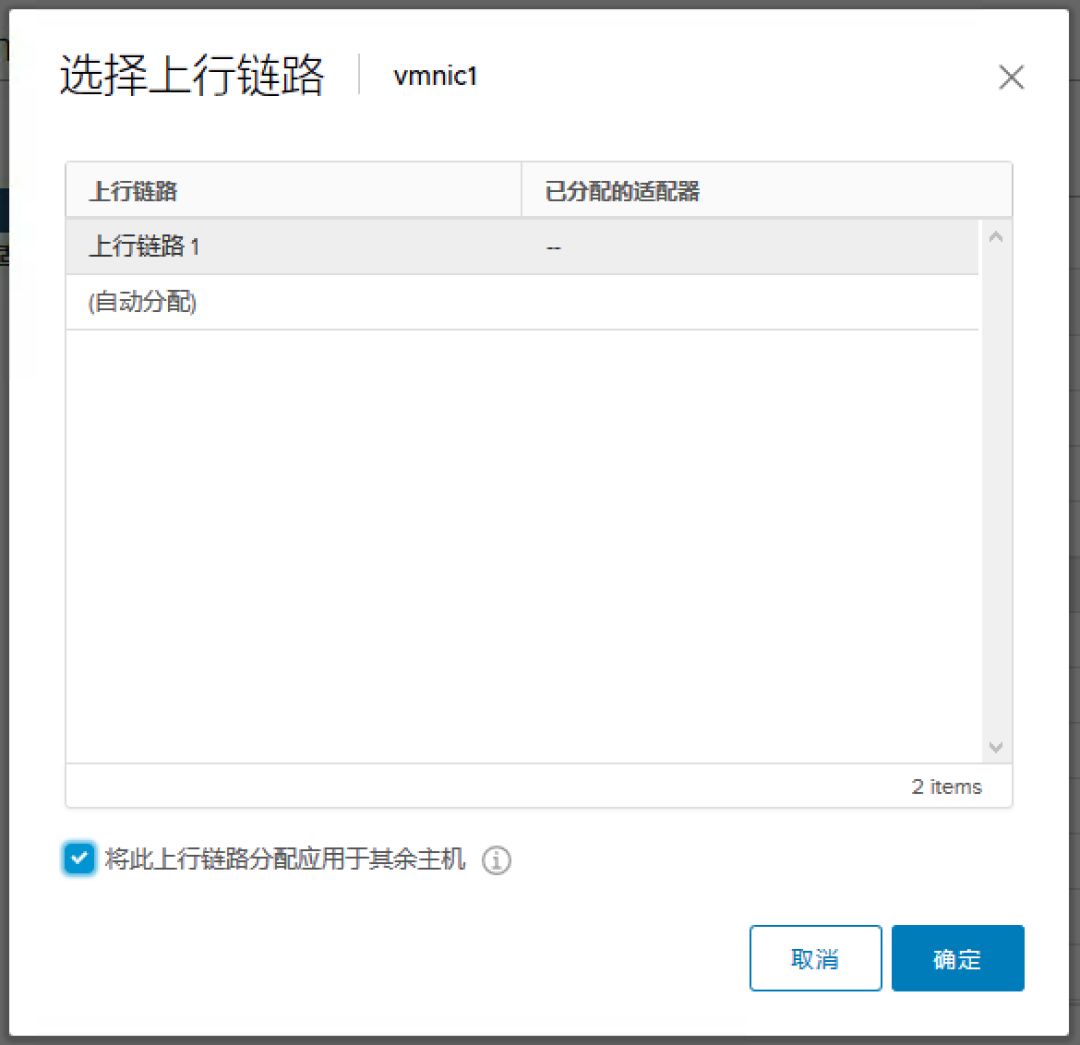 选择上行链路 vmnic1
上行链路 已分配的适配器
上行链路 1 --
(自动分配)
2 items
将此上行链路分配应用于其余主机
取消 确定